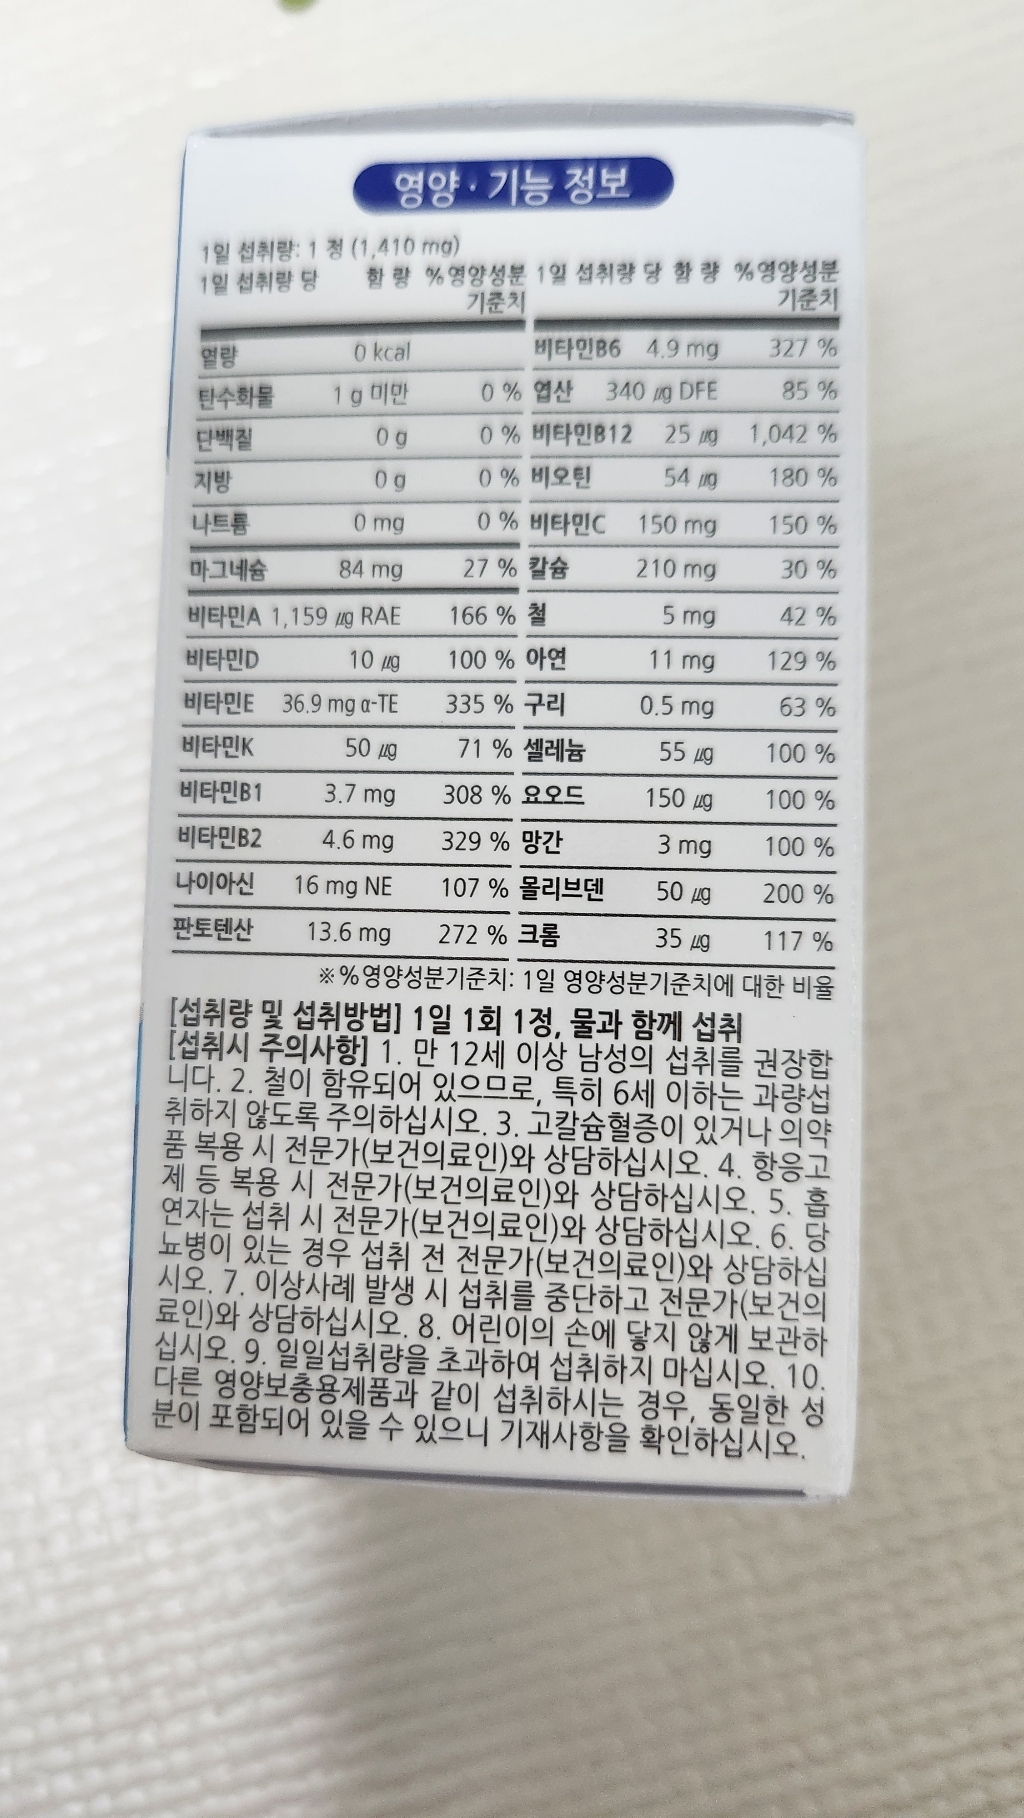 영양·기능 정보
1일 섭취량: 1 정 (1,410 mg)
1일 섭취량 당 함 량 %영양성분 1일 섭취량 당 함 량 %영양성분
기준치 기준치
열량 0 kcal 비타민B6 4.9 mg 327 %
탄수화물 1 g 미만 0 % 엽산 340 ㎍ DFE 85 %
단백질 0 g 0 % 비타민B12 25 ㎍ 1,042 %
지방 0 g 0 % 비오틴 54 ㎍ 180 %
나트륨 0 mg 0 % 비타민C 150 mg 150 %
마그네슘 84 mg 27 % 칼슘 210 mg 30 %
비타민A 1,159 ㎍ RAE 166 % 철 5 mg 42 %
비타민D 10 ㎍ 100 % 아연 11 mg 129 %
비타민E 36.9 mg α-TE 335 % 구리 0.5 mg 63 %
비타민K 50 ㎍ 71 % 셀레늄 55 ㎍ 100 %
비타민B1 3.7 mg 308 % 요오드 150 ㎍ 100 %
비타민B2 4.6 mg 329 % 망간 3 mg 100 %
나이아신 16 mg NE 107 % 몰리브덴 50 ㎍ 200 %
판토텐산 13.6 mg 272 % 크롬 35 ㎍ 117 %
※%영양성분기준치: 1일 영양성분기준치에 대한 비율
[섭취량 및 섭취방법] 1일 1회 1정, 물과 함께 섭취
[섭취시 주의사항] 1. 만 12세 이상 남성의 섭취를 권장합
니다. 2. 철이 함유되어 있으므로, 특히 6세 이하는 과량섭
취하지 않도록 주의하십시오. 3. 고칼슘혈증이 있거나 의약
품 복용 시 전문가(보건의료인)와 상담하십시오. 4. 항응고
제 등 복용 시 전문가(보건의료인)와 상담하십시오. 5. 흡
연자는 섭취 시 전문가(보건의료인)와 상담하십시오. 6. 당
뇨병이 있는 경우 섭취 전 전문가(보건의료인)와 상담하십
시오. 7. 이상사례 발생 시 섭취를 중단하고 전문가(보건의
료인)와 상담하십시오. 8. 어린이의 손에 닿지 않게 보관하
십시오. 9. 일일섭취량을 초과하여 섭취하지 마십시오. 10.
다른 영양보충용제품과 같이 섭취하시는 경우, 동일한 성
분이 포함되어 있을 수 있으니 기재사항을 확인하십시오.